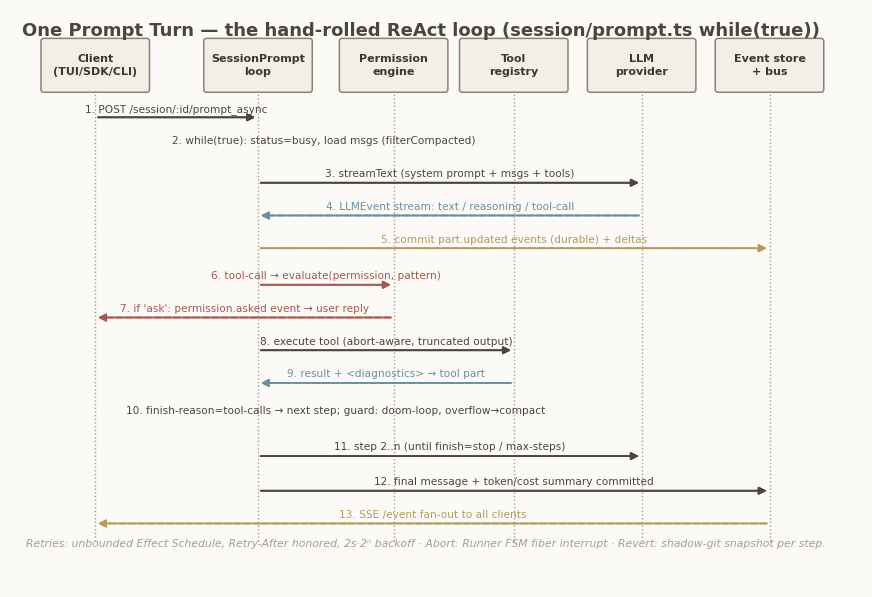 One Prompt Turn — the hand-rolled ReAct loop (session/prompt.ts while(true))
Client
(TUI/SDK/CLI)
SessionPrompt
loop
Permission
engine
Tool
registry
LLM
provider
Event store
+ bus
1. POST /session/:id/prompt_async
2. while(true): status=busy, load msgs (filterCompacted)
3. streamText (system prompt + msgs + tools)
4. LLMEvent stream: text / reasoning / tool-call
5. commit part.updated events (durable) + deltas
6. tool-call → evaluate(permission, pattern)
7. if 'ask': permission.asked event → user reply
8. execute tool (abort-aware, truncated output)
9. result + <diagnostics> → tool part
10. finish-reason=tool-calls → next step; guard: doom-loop, overflow→compact
11. step 2..n (until finish=stop / max-steps)
12. final message + token/cost summary committed
13. SSE /event fan-out to all clients
Retries: unbounded Effect Schedule, Retry-After honored, 2s·2ⁿ backoff · Abort: Runner FSM fiber interrupt · Revert: shadow-git snapshot per step.